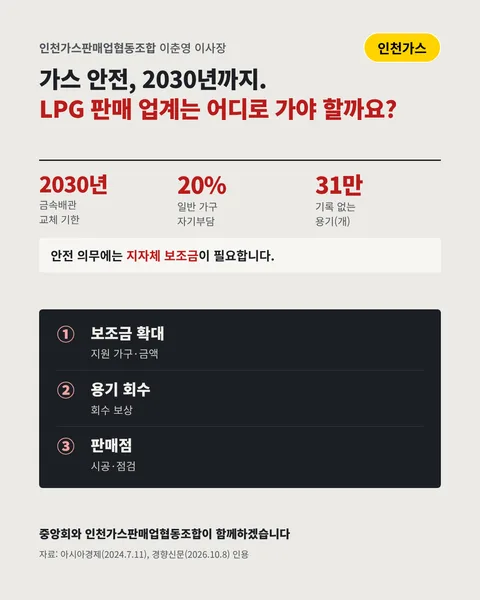 인천가스판매업협동조합 이춘영 이사장
인천가스
가스 안전, 2030년까지.
LPG 판매 업계는 어디로 가야 할까요?
2030년
금속배관
교체 기한
20%
일반 가구
자기부담
31만
기록 없는
용기(개)
안전 의무에는 지자체 보조금이 필요합니다.
1 보조금 확대
지원 가구·금액
2 용기 회수
회수 보상
3 판매점
시공·점검
중앙회와 인천가스판매업협동조합이 함께하겠습니다
자료: 아시아경제(2024.7.11), 경향신문(2026.10.8) 인용